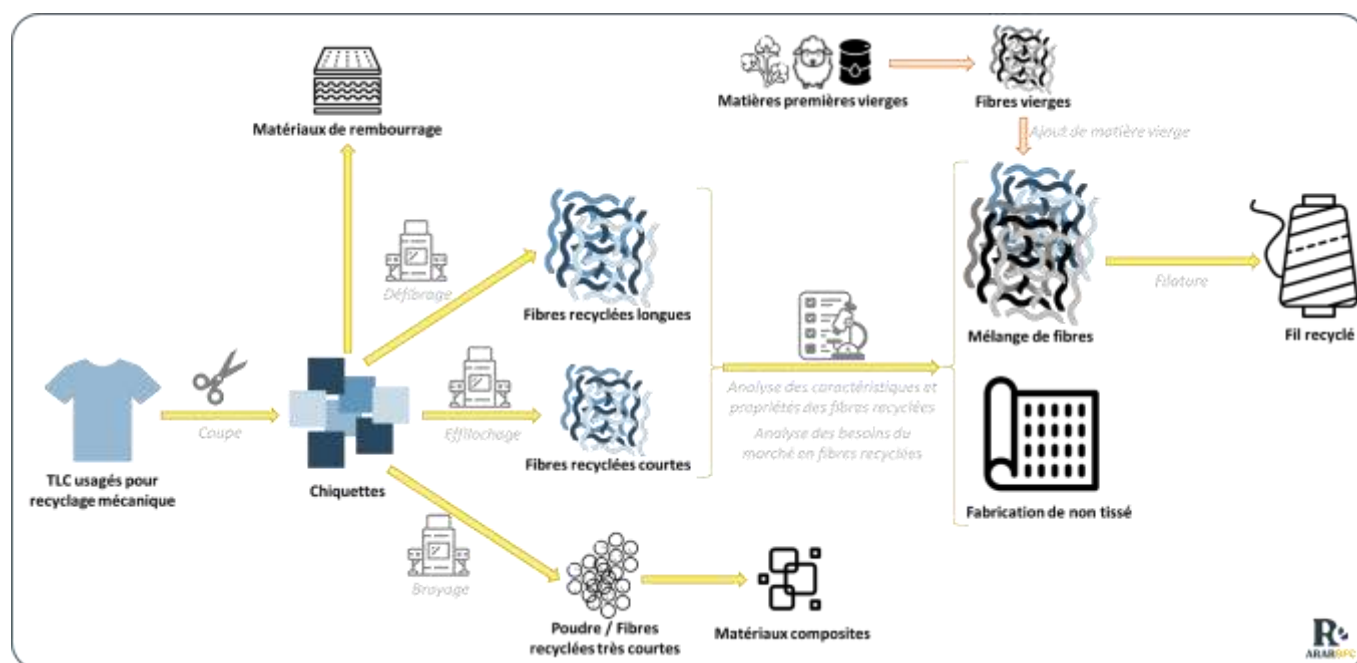 Matières premières vierges
Fibres vierges
Ajout de matière vierge
Matériaux de rembourrage
Défibrage
Fibres recyclées longues
Mélange de fibres
Filature
Fil recyclé
Analyse des caractéristiques et
propriétés des fibres recyclées
Analyse des besoins du
marché en fibres recyclées
TLC usagés pour
recyclage mécanique
Coupe
Chiquettes
Effilochage
Fibres recyclées courtes
Fabrication de non tissé
Broyage
Poudre / Fibres
recyclées très courtes
Matériaux composites
R